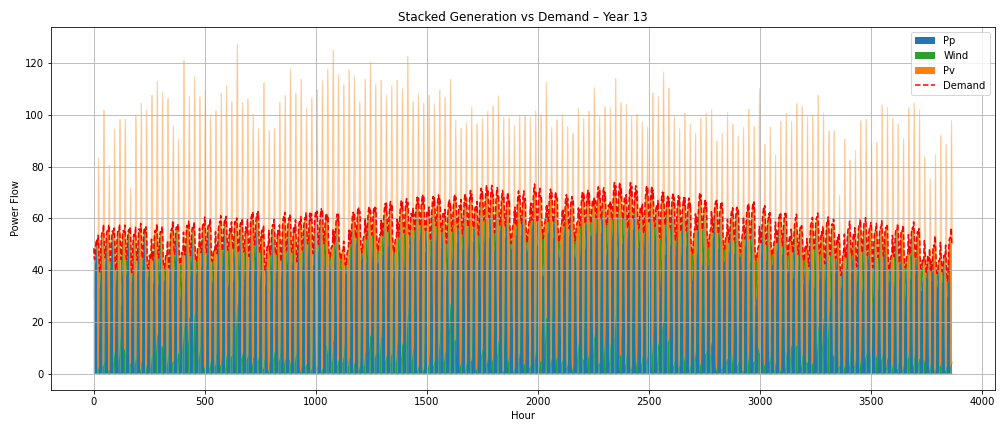 Stacked Generation vs Demand – Year 13
Pp
Wind
Pv
Demand
Power Flow
120
100
80
60
40
20
0
0 500 1000 1500 2000 2500 3000 3500 4000
Hour